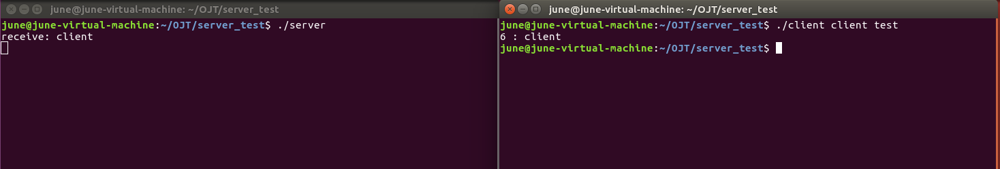 june@june-virtual-machine: ~/OJT/server_test
june@june-virtual-machine:~/OJT/server_test$ ./server
receive: client
june@june-virtual-machine: ~/OJT/server_test
june@june-virtual-machine:~/OJT/server_test$ ./client client test
6 : client
june@june-virtual-machine:~/OJT/server_test$